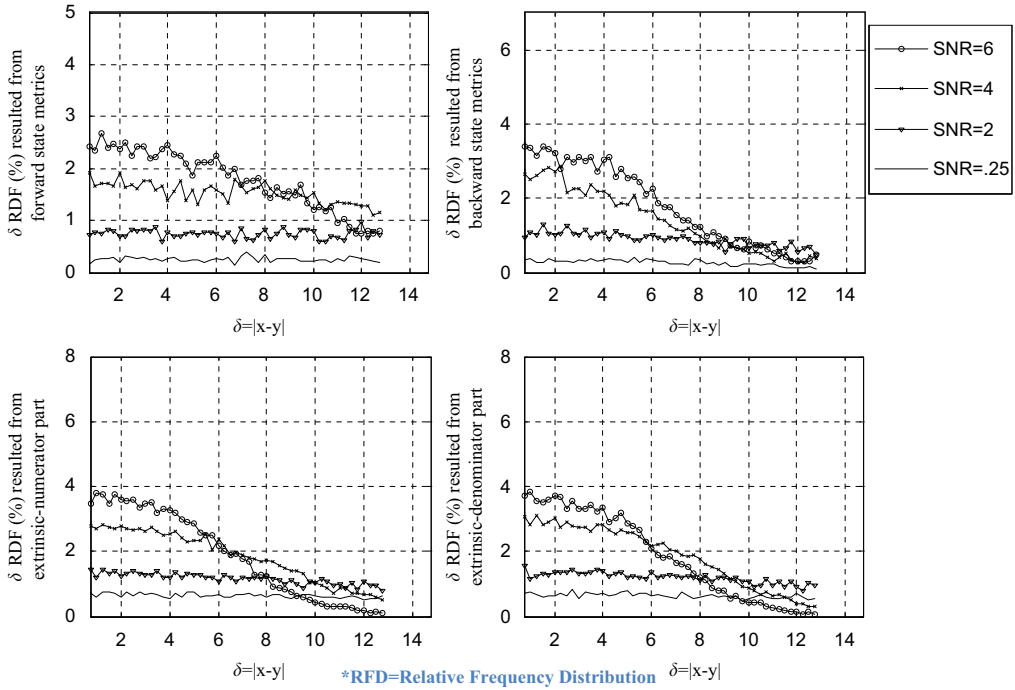 δ RDF (%) resulted from
forward state metrics
5
4
3
2
1
0
2 4 6 8 10 12 14
δ=|x-y|
δ RDF (%) resulted from
backward state metrics
6
4
2
0
2 4 6 8 10 12 14
δ=|x-y|
SNR=6
SNR=4
SNR=2
SNR=.25
δ RDF (%) resulted from
extrinsic-numerator part
8
6
4
2
0
2 4 6 8 10 12 14
δ=|x-y|
δ RDF (%) resulted from
extrinsic-denominator part
8
6
4
2
0
2 4 6 8 10 12 14
δ=|x-y|
*RFD=Relative Frequency Distribution